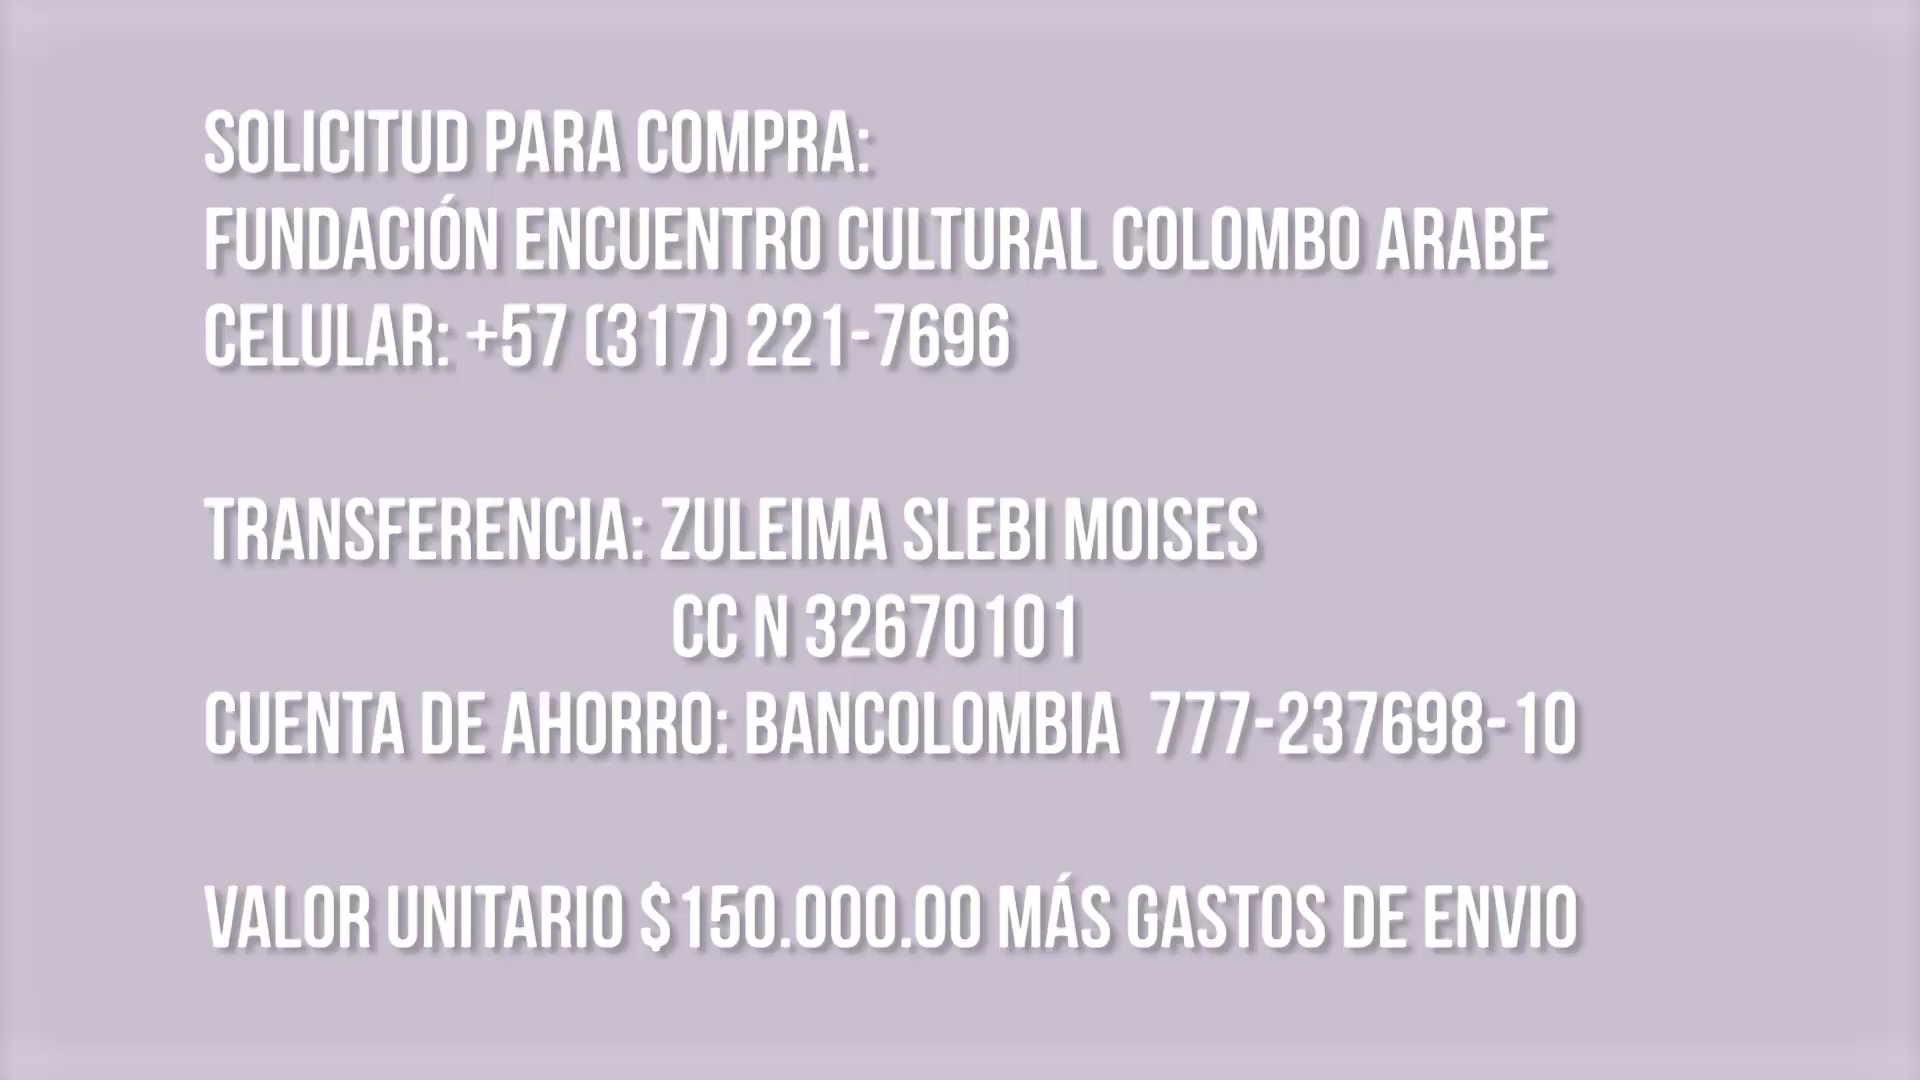 SOLICITUD PARA COMPRA:
FUNDACIÓN ENCUENTRO CULTURAL COLOMBO ARABE
CELULAR: +57 (317) 221-7696
TRANSFERENCIA: ZULEIMA SLEBI MOISES
CC N 32670101
CUENTA DE AHORRO: BANCOLOMBIA 777-237698-10
VALOR UNITARIO $150.000.00 MÁS GASTOS DE ENVIO